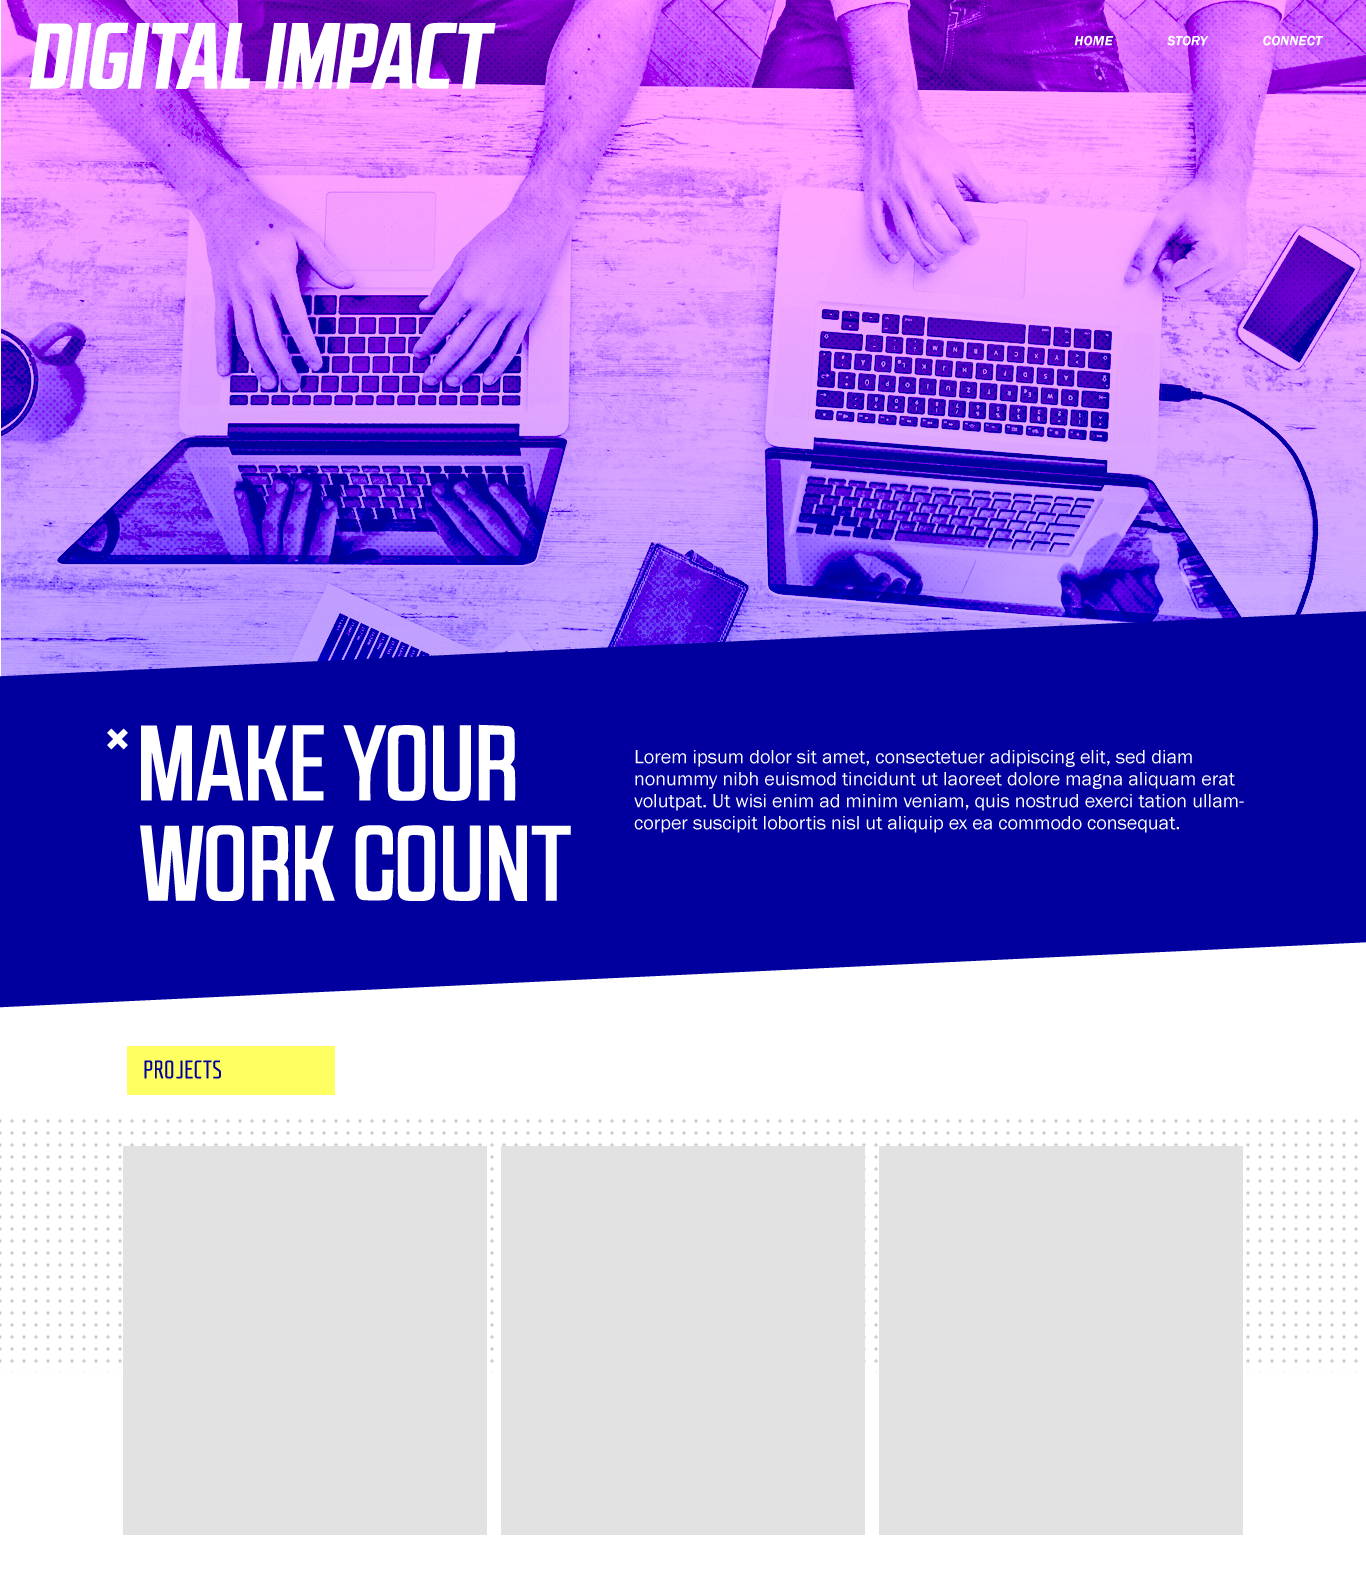 DIGITAL IMPACT
HOME STORY CONNECT
MAKE YOUR
WORK COUNT
Lorem ipsum dolor sit amet, consectetuer adipiscing elit, sed diam
nonummy nibh euismod tincidunt ut laoreet dolore magna aliquam erat
volutpat. Ut wisi enim ad minim veniam, quis nostrud exerci tation ullam-
corper suscipit lobortis nisl ut aliquip ex ea commodo consequat.
PROJECTS